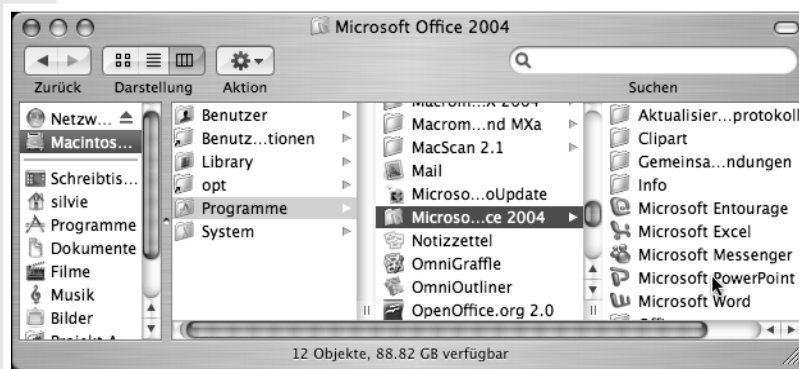 Microsoft Office 2004
Zurück
Darstellung
Aktion
Suchen
Netzw...
Macintos...
Schreibtis...
silvie
Programme
Dokumente
Filme
Musik
Bilder
Projekt A
Benutzer
Benutz...tionen
Library
opt
Programme
System
Macrom...X 2004
Macrom...nd MXa
MacScan 2.1
Mail
Microso...oUpdate
Microso...ce 2004
Notizzettel
OmniGraffle
OmniOutliner
OpenOffice.org 2.0
Aktualisier...protokoll
Clipart
Gemeinsa...ndungen
Info
Microsoft Entourage
Microsoft Excel
Microsoft Messenger
Microsoft PowerPoint
Microsoft Word
12 Objekte, 88.82 GB verfügbar